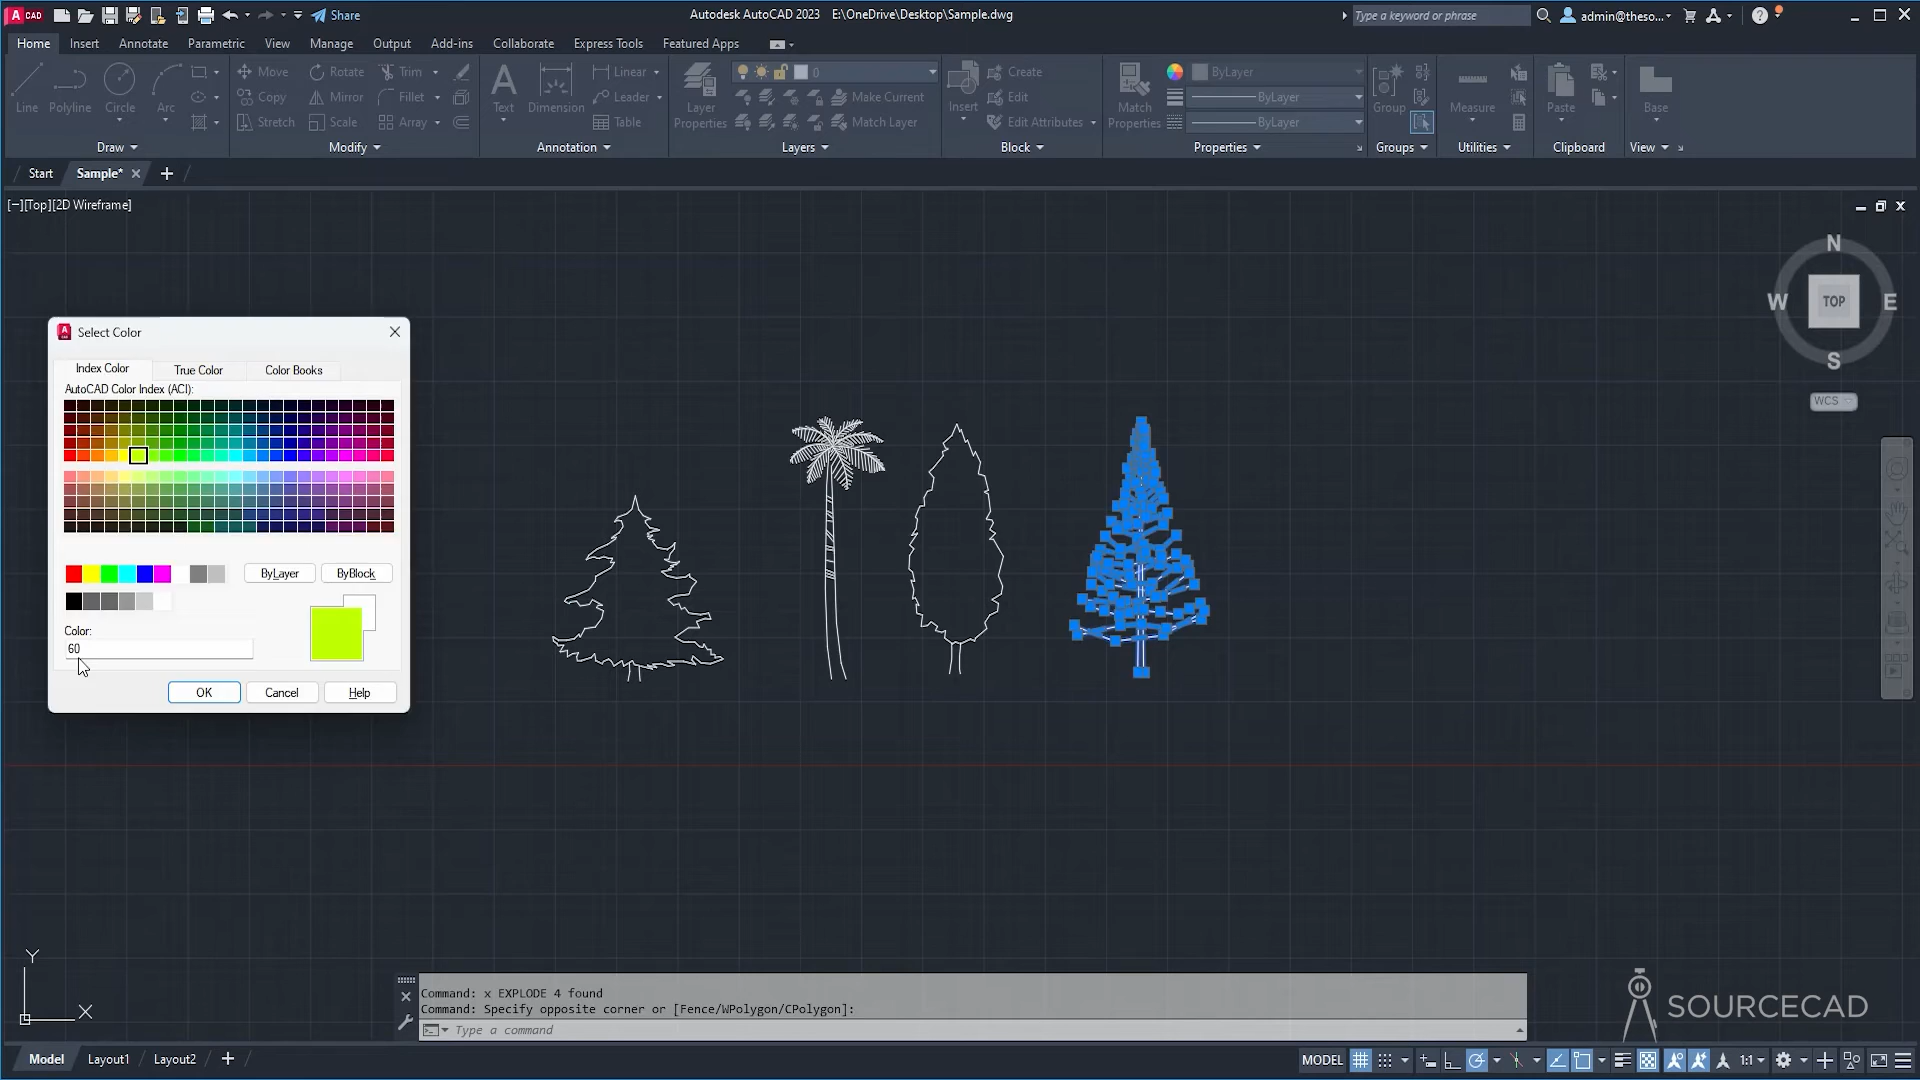 CAD Share Autodesk AutoCAD 2023 E:\OneDrive\Desktop\Sample.dwg Type a keyword or phrase admin@theso...
Home Insert Annotate Parametric View Manage Output Add-ins Collaborate Express Tools Featured Apps
Line Polyline Circle Arc
Draw
Move Rotate Trim
Copy Mirror Fillet
Stretch Scale Array
Modify
Text Dimension
Linear
Leader
Table
Annotation
Layer
Properties
0
Make Current
Match Layer
Layers
Insert
Create
Edit
Edit Attributes
Block
Match
Properties
ByLayer
ByLayer
ByLayer
Properties
Group
Groups
Measure
Utilities
Paste
Clipboard
Base
View
Start Sample*
[−][Top][2D Wireframe]
N
W TOP E
S
WCS
Select Color
Index Color True Color Color Books
AutoCAD Color Index (ACI):
ByLayer ByBlock
Color:
60
OK Cancel Help
Y
X
Command: x EXPLODE 4 found
Command: Specify opposite corner or [Fence/WPolygon/CPolygon]:
Type a command
SOURCECAD
Model Layout1 Layout2
MODEL 1:1